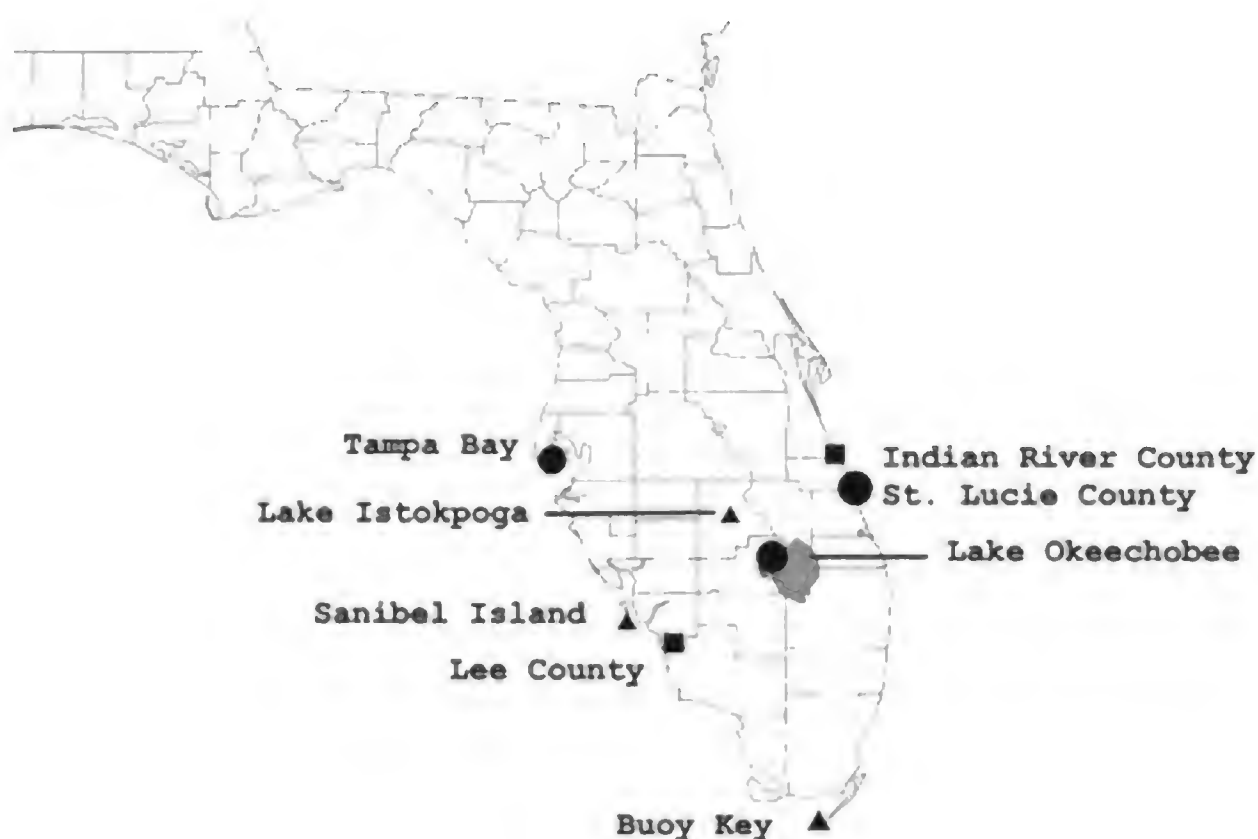 Tampa Bay
Indian River County
St. Lucie County
Lake Istokpoga
Lake Okeechobee
Sanibel Island
Lee County
Buoy Key